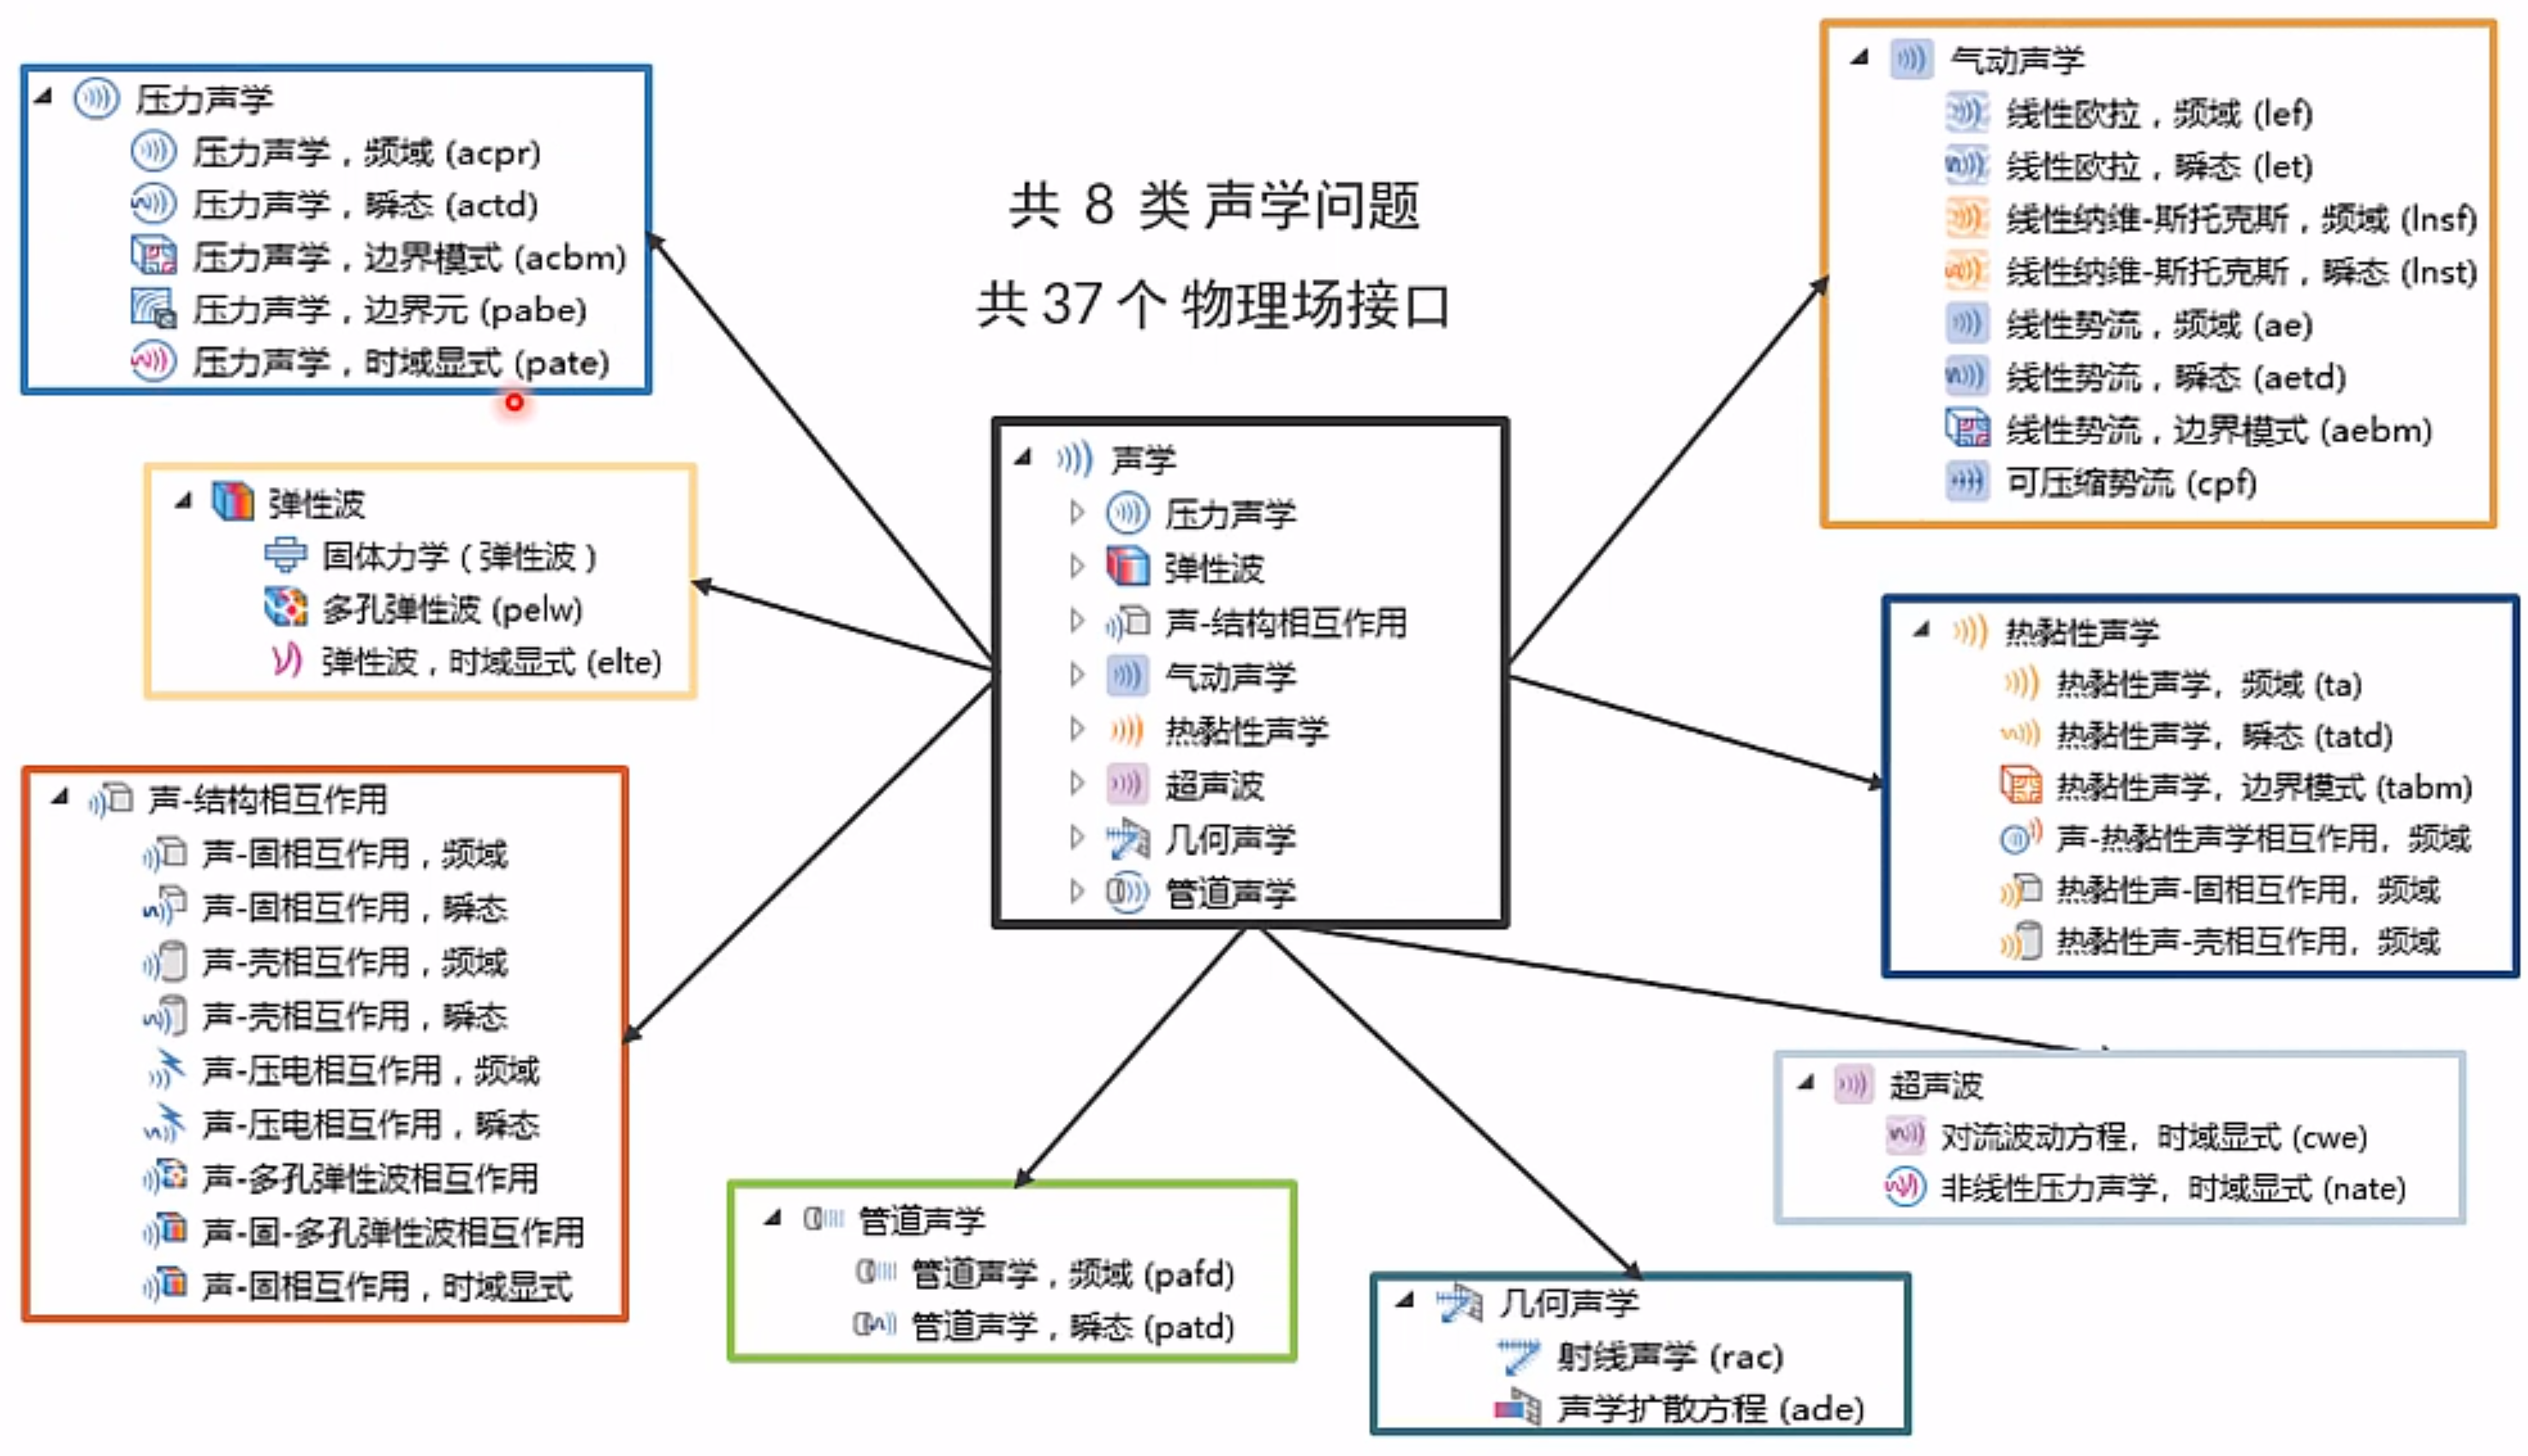 共 8 类 声学问题
共 37 个 物理场接口
压力声学
压力声学，频域 (acpr)
压力声学，瞬态 (actd)
压力声学，边界模式 (acbm)
压力声学，边界元 (pabe)
压力声学，时域显式 (pate)
弹性波
固体力学 ( 弹性波 )
多孔弹性波 (pelw)
弹性波，时域显式 (elte)
声-结构相互作用
声-固相互作用，频域
声-固相互作用，瞬态
声-壳相互作用，频域
声-壳相互作用，瞬态
声-压电相互作用，频域
声-压电相互作用，瞬态
声-多孔弹性波相互作用
声-固-多孔弹性波相互作用
声-固相互作用，时域显式
声学
压力声学
弹性波
声-结构相互作用
气动声学
热黏性声学
超声波
几何声学
管道声学
气动声学
线性欧拉，频域 (lef)
线性欧拉，瞬态 (let)
线性纳维-斯托克斯，频域 (lnsf)
线性纳维-斯托克斯，瞬态 (lnst)
线性势流，频域 (ae)
线性势流，瞬态 (aetd)
线性势流，边界模式 (aebm)
可压缩势流 (cpf)
热黏性声学
热黏性声学，频域 (ta)
热黏性声学，瞬态 (tatd)
热黏性声学，边界模式 (tabm)
声-热黏性声学相互作用，频域
热黏性声-固相互作用，频域
热黏性声-壳相互作用，频域
超声波
对流波动方程，时域显式 (cwe)
非线性压力声学，时域显式 (nate)
管道声学
管道声学，频域 (pafd)
管道声学，瞬态 (patd)
几何声学
射线声学 (rac)
声学扩散方程 (ade)